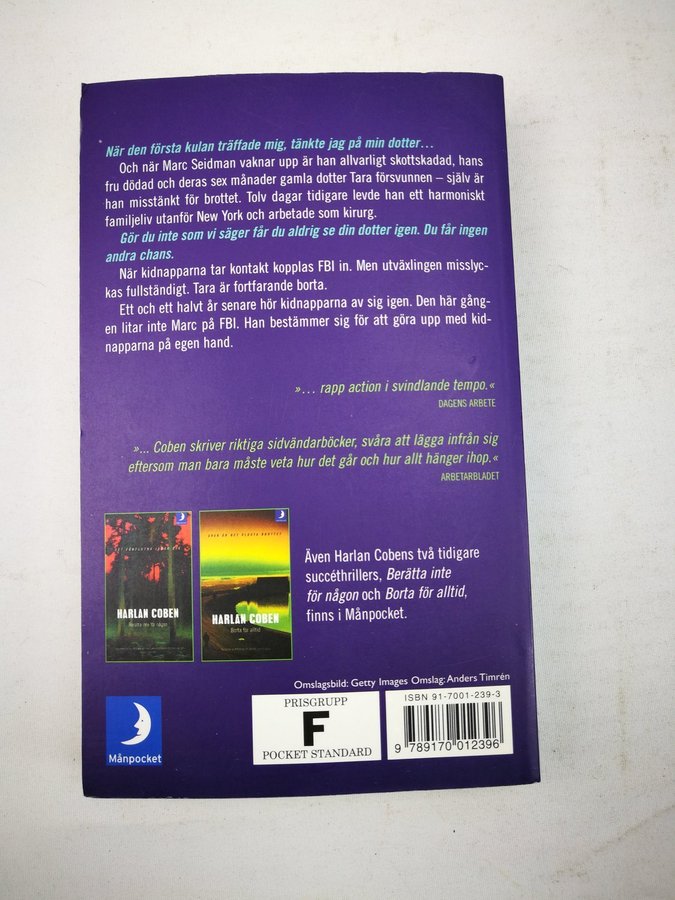 När den första kulan träffade mig, tänkte jag på min dotter…
Och när Marc Seidman vaknar upp är han allvarligt skottskadad, hans
fru dödad och deras sex månader gamla dotter Tara försvunnen – själv är
han misstänkt för brottet. Tolv dagar tidigare levde han ett harmoniskt
familjeliv utanför New York och arbetade som kirurg.
Gör du inte som vi säger får du aldrig se din dotter igen. Du får ingen
andra chans.
När kidnapparna tar kontakt kopplas FBI in. Men utväxlingen misslyc-
kas fullständigt. Tara är fortfarande borta.
Ett och ett halvt år senare hör kidnapparna av sig igen. Den här gång-
en litar inte Marc på FBI. Han bestämmer sig för att göra upp med kid-
napparna på egen hand.
»… rapp action i svindlande tempo.«
DAGENS ARBETE
»... Coben skriver riktiga sidvändarböcker, svåra att lägga ifrån sig
eftersom man bara måste veta hur det går och hur allt hänger ihop.«
ARBETARBLADET
HARLAN COBEN
Berätta inte för någon
HARLAN COBEN
Borta för alltid
Även Harlan Cobens två tidigare
succéthrillers, Berätta inte
för någon och Borta för alltid,
finns i Månpocket.
Omslagsbild: Getty Images Omslag: Anders Timrén
Månpocket
PRISGRUPP
F
POCKET STANDARD
ISBN 91-7001-239-3
9 789170 012396